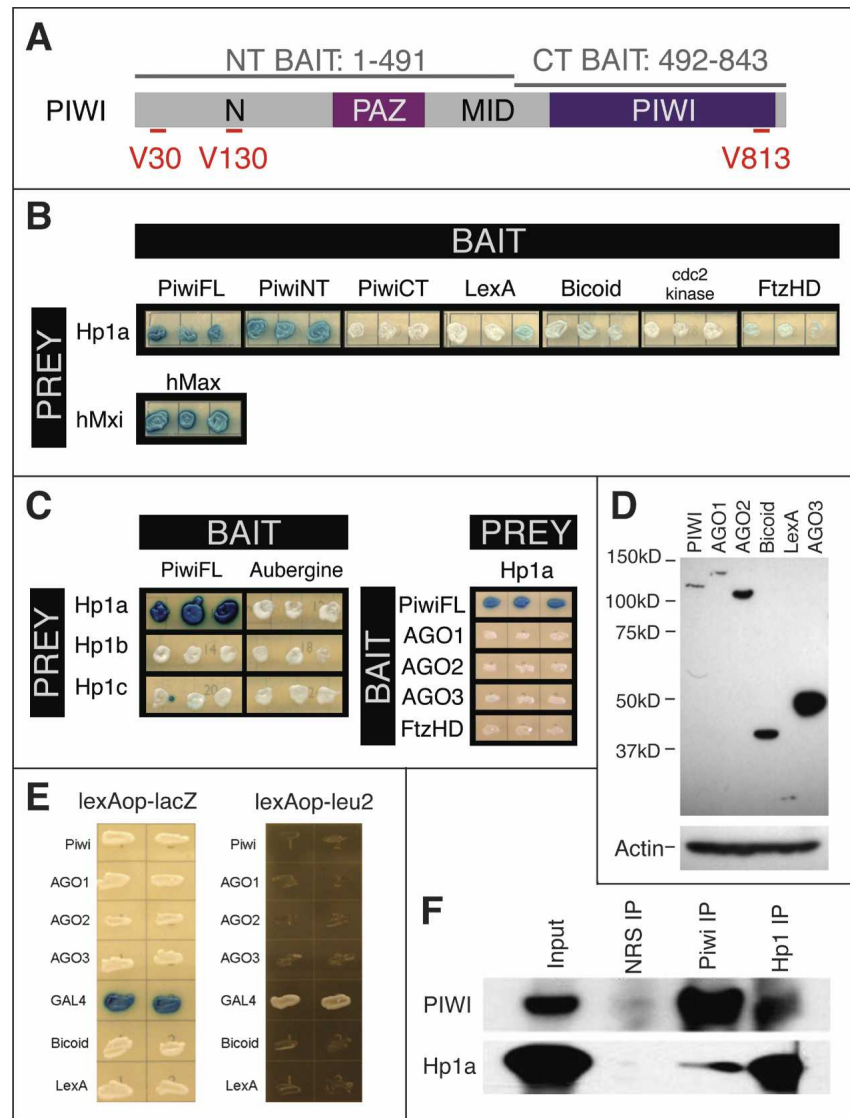 A
NT BAIT: 1-491
CT BAIT: 492-843
PIWI N PAZ MID PIWI
V30 V130 V813
B
BAIT
PiwiFL PiwiNT PiwiCT LexA Bicoid cdc2 kinase FtzHD
PREY
Hp1a
hMax
hMxi
C
BAIT
PiwiFL Aubergine
PREY
Hp1a
Hp1b
14 18
Hp1c
20
PREY
Hp1a
BAIT
PiwiFL
AGO1
AGO2
AGO3
FtzHD
D
PIWI AGO1 AGO2 Bicoid LexA AGO3
150kD
100kD
75kD
50kD
37kD
Actin
E
lexAop-lacZ lexAop-leu2
Piwi Piwi
AGO1 AGO1
AGO2 AGO2
AGO3 AGO3
GAL4 GAL4
Bicoid Bicoid
LexA LexA
F
Input NRS IP Piwi IP Hp1 IP
PIWI
Hp1a